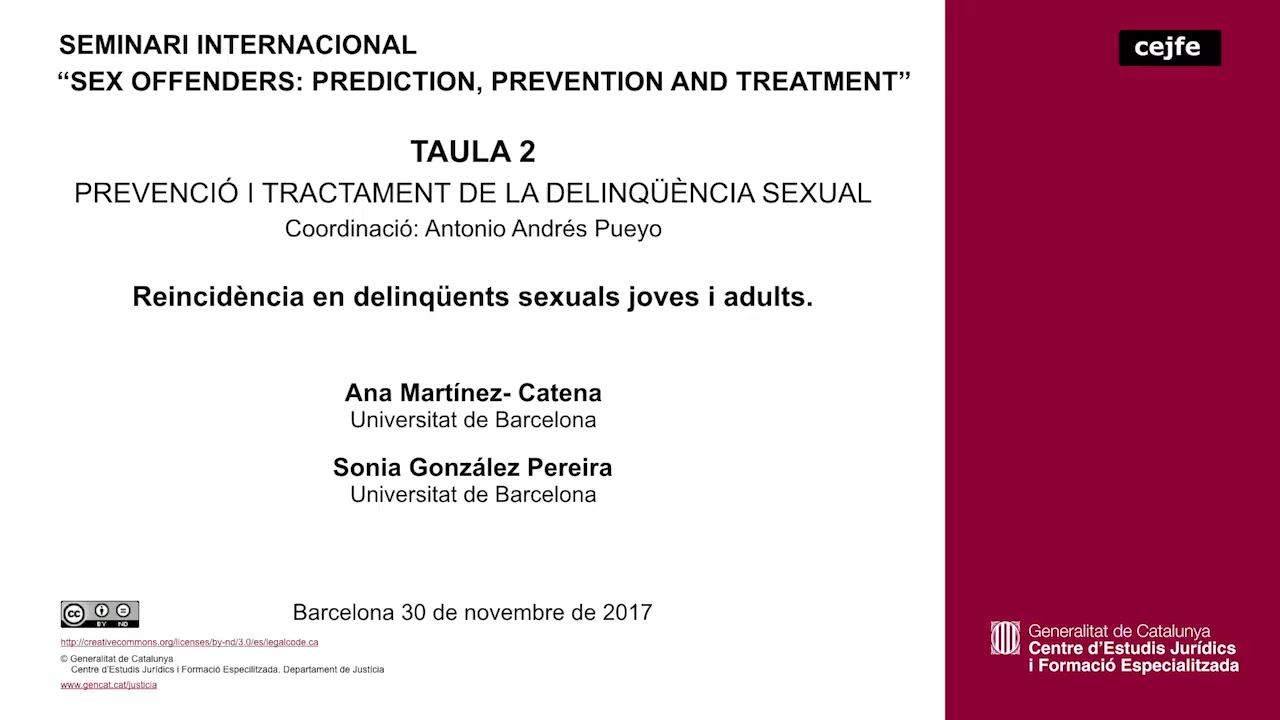 SEMINARI INTERNACIONAL
“SEX OFFENDERS: PREDICTION, PREVENTION AND TREATMENT”
TAULA 2
PREVENCIÓ I TRACTAMENT DE LA DELINQÜÈNCIA SEXUAL
Coordinació: Antonio Andrés Pueyo
Reincidència en delinqüents sexuals joves i adults.
Ana Martínez- Catena
Universitat de Barcelona
Sonia González Pereira
Universitat de Barcelona
Barcelona 30 de novembre de 2017
cc BY ND
http://creativecommons.org/licenses/by-nd/3.0/es/legalcode.ca
© Generalitat de Catalunya
Centre d'Estudis Jurídics i Formació Especilitzada. Departament de Justícia
www.gencat.cat/justicia
cejfe
Generalitat de Catalunya
Centre d'Estudis Jurídics
i Formació Especialitzada